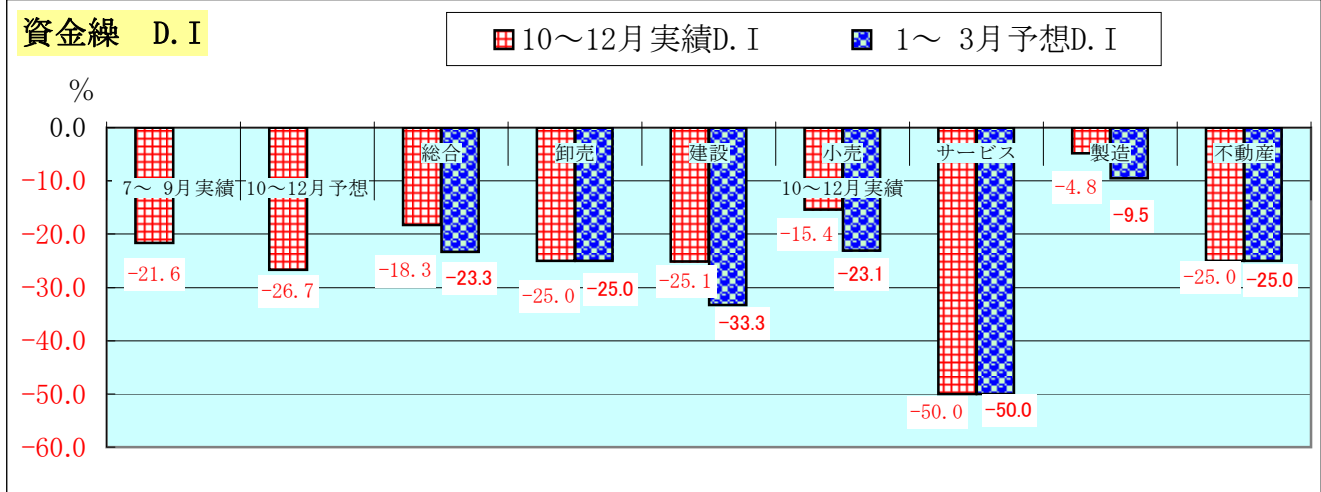 資金繰 D.I
10～12月実績D.I 1～ 3月予想D.I
%
0.0
-10.0
-20.0
-30.0
-40.0
-50.0
-60.0
総合 卸売 建設 小売 サービス 製造 不動産
7～ 9月実績 10～12月予想 10～12月実績
-21.6 -26.7 -18.3 -23.3 -25.0 -25.0 -25.1 -33.3 -15.4 -23.1 -50.0 -50.0 -4.8 -9.5 -25.0 -25.0